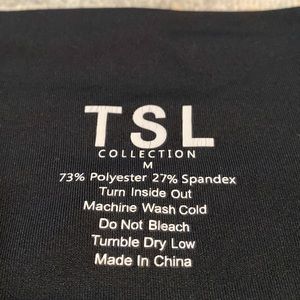 TSL
COLLECTION
M
73% Polyester 27% Spandex
Turn Inside Out
Machine Wash Cold
Do Not Bleach
Tumble Dry Low
Made In China